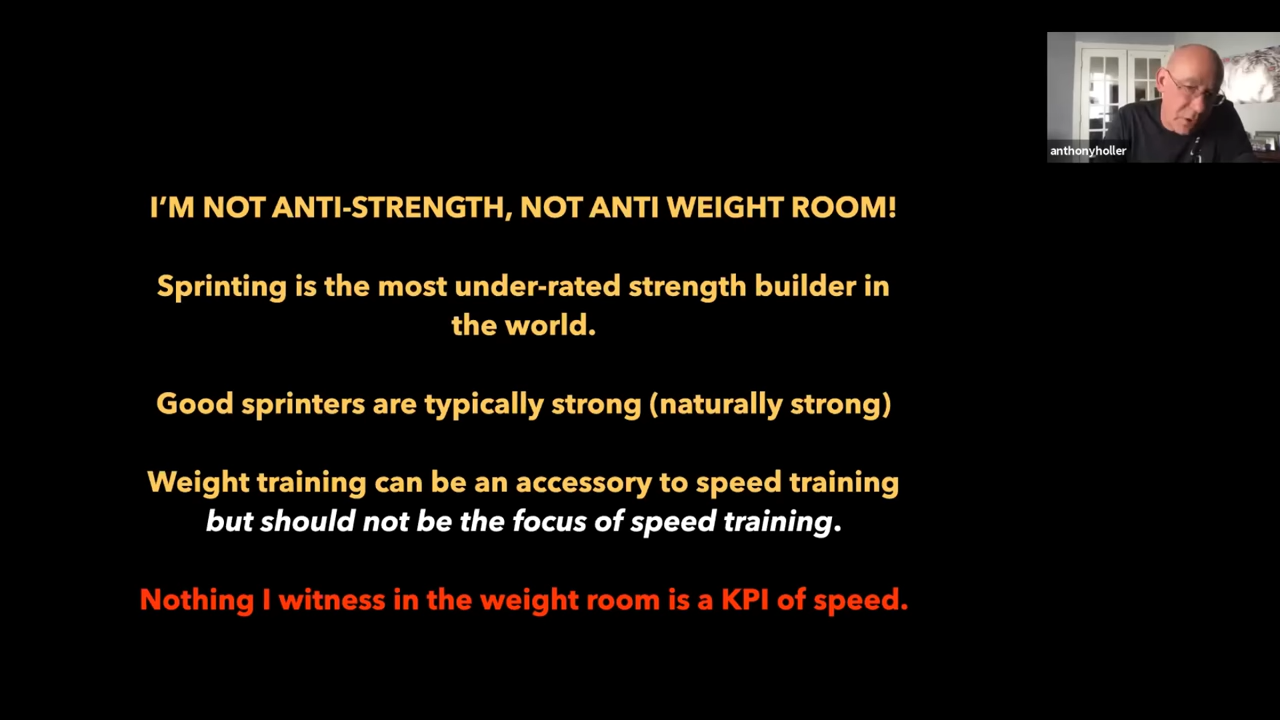 anthonyholler
I’M NOT ANTI-STRENGTH, NOT ANTI WEIGHT ROOM!
Sprinting is the most under-rated strength builder in
the world.
Good sprinters are typically strong (naturally strong)
Weight training can be an accessory to speed training
but should not be the focus of speed training.
Nothing I witness in the weight room is a KPI of speed.